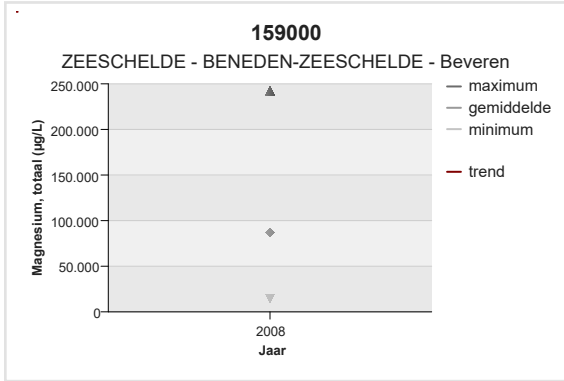 159000
ZEESCHELDE - BENEDEN-ZEESCHELDE - Beveren
250.000
200.000
150.000
100.000
50.000
0
Magnesium, totaal (µg/L)
2008
Jaar
maximum
gemiddelde
minimum
trend